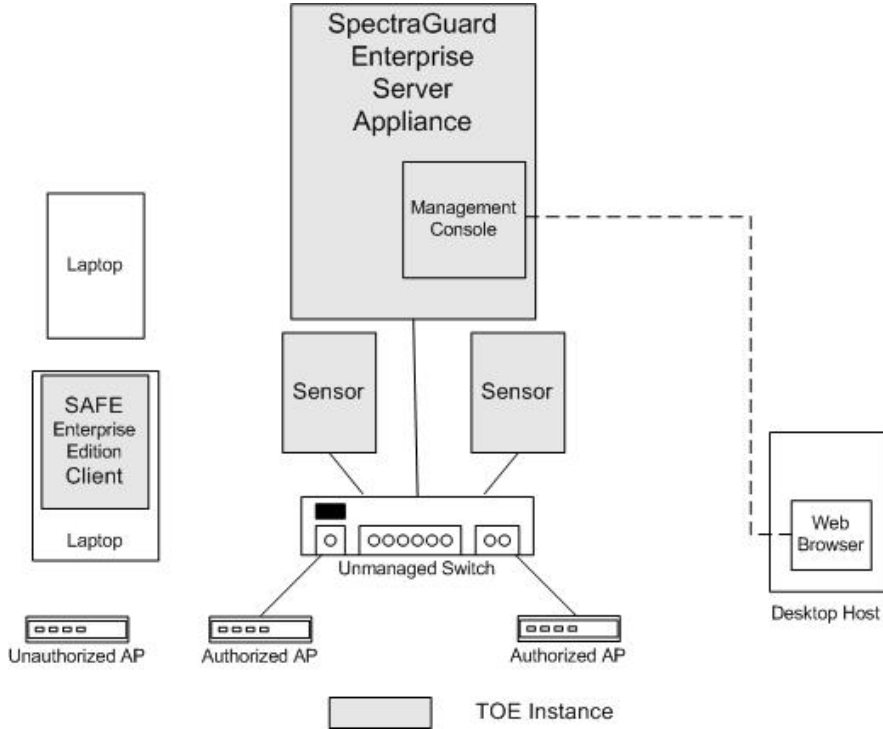 SpectraGuard
Enterprise
Server
Appliance
Management
Console
Laptop
Sensor
Sensor
SAFE
Enterprise
Edition
Client
Laptop
Unmanaged Switch
Web
Browser
Desktop Host
Unauthorized AP
Authorized AP
Authorized AP
TOE Instance